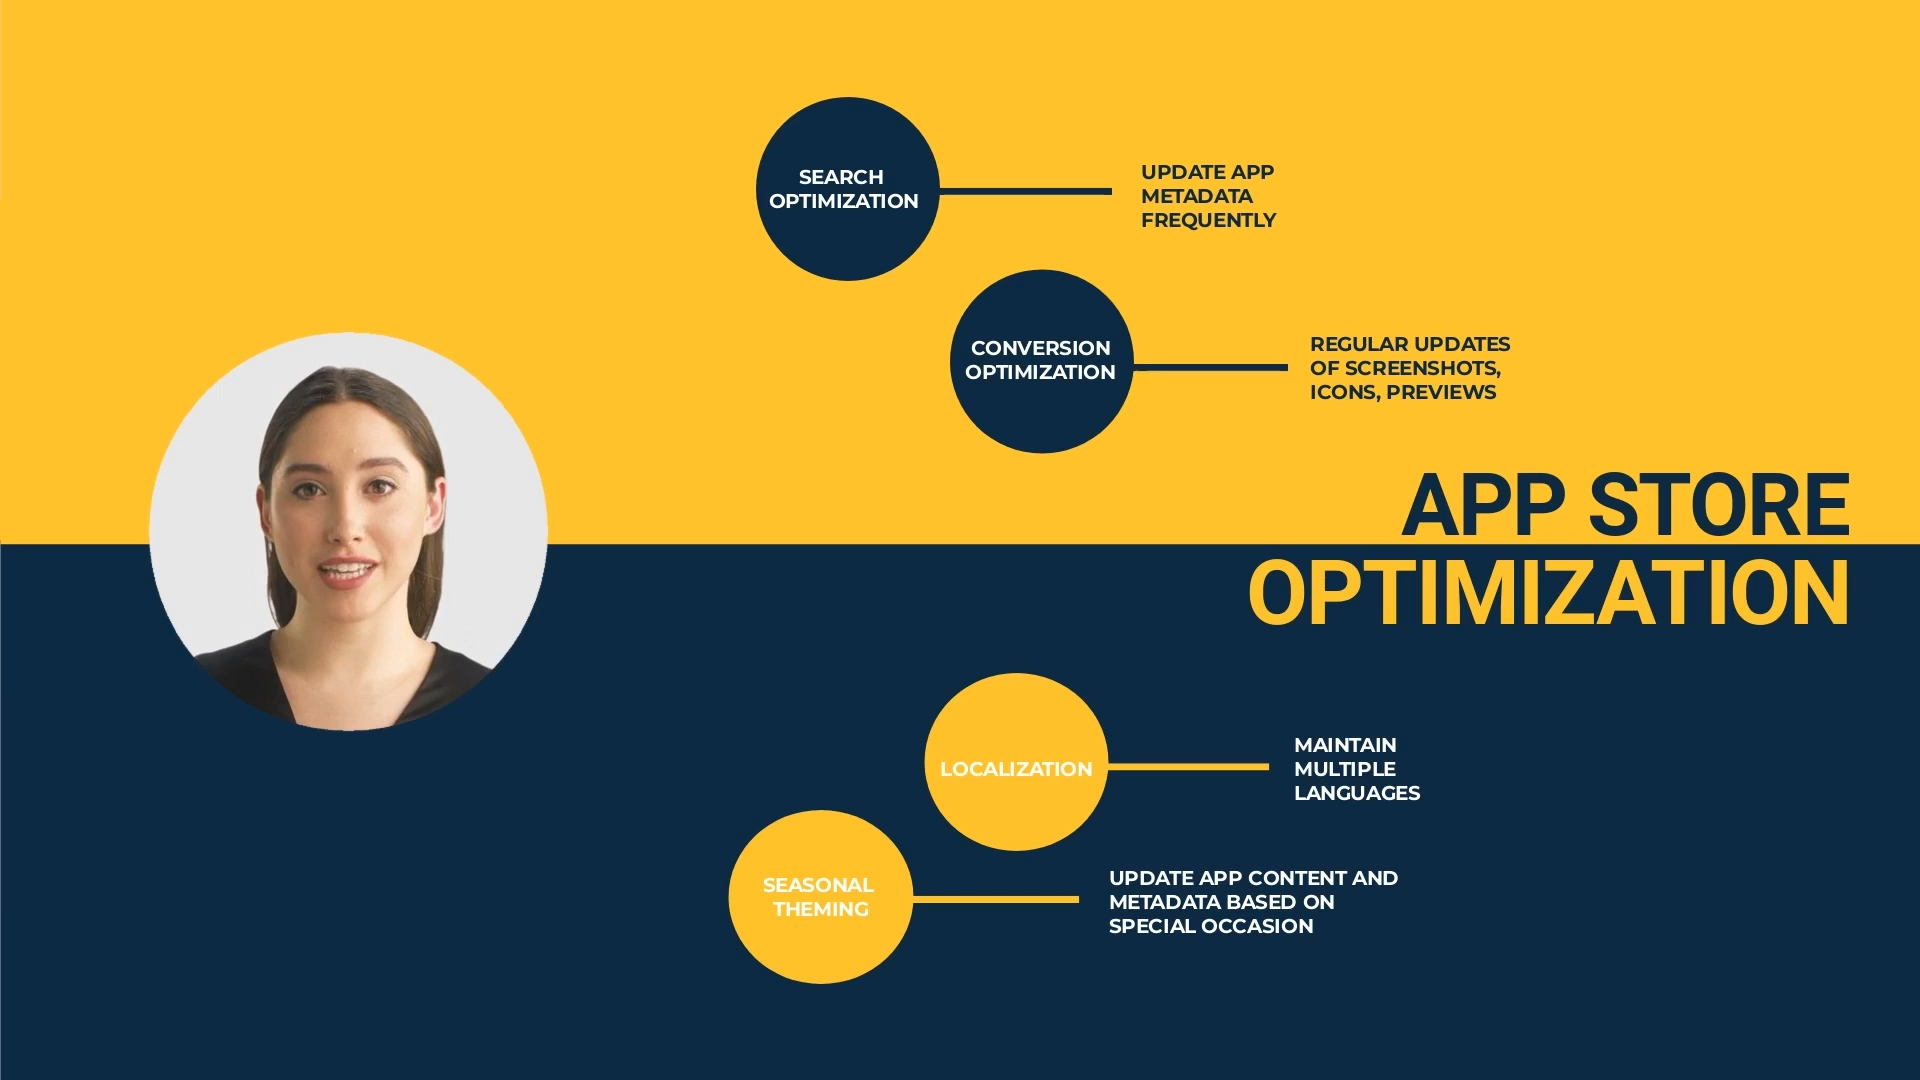 SEARCH
OPTIMIZATION
UPDATE APP
METADATA
FREQUENTLY
CONVERSION
OPTIMIZATION
REGULAR UPDATES
OF SCREENSHOTS,
ICONS, PREVIEWS
APP STORE
OPTIMIZATION
LOCALIZATION
MAINTAIN
MULTIPLE
LANGUAGES
SEASONAL
THEMING
UPDATE APP CONTENT AND
METADATA BASED ON
SPECIAL OCCASION